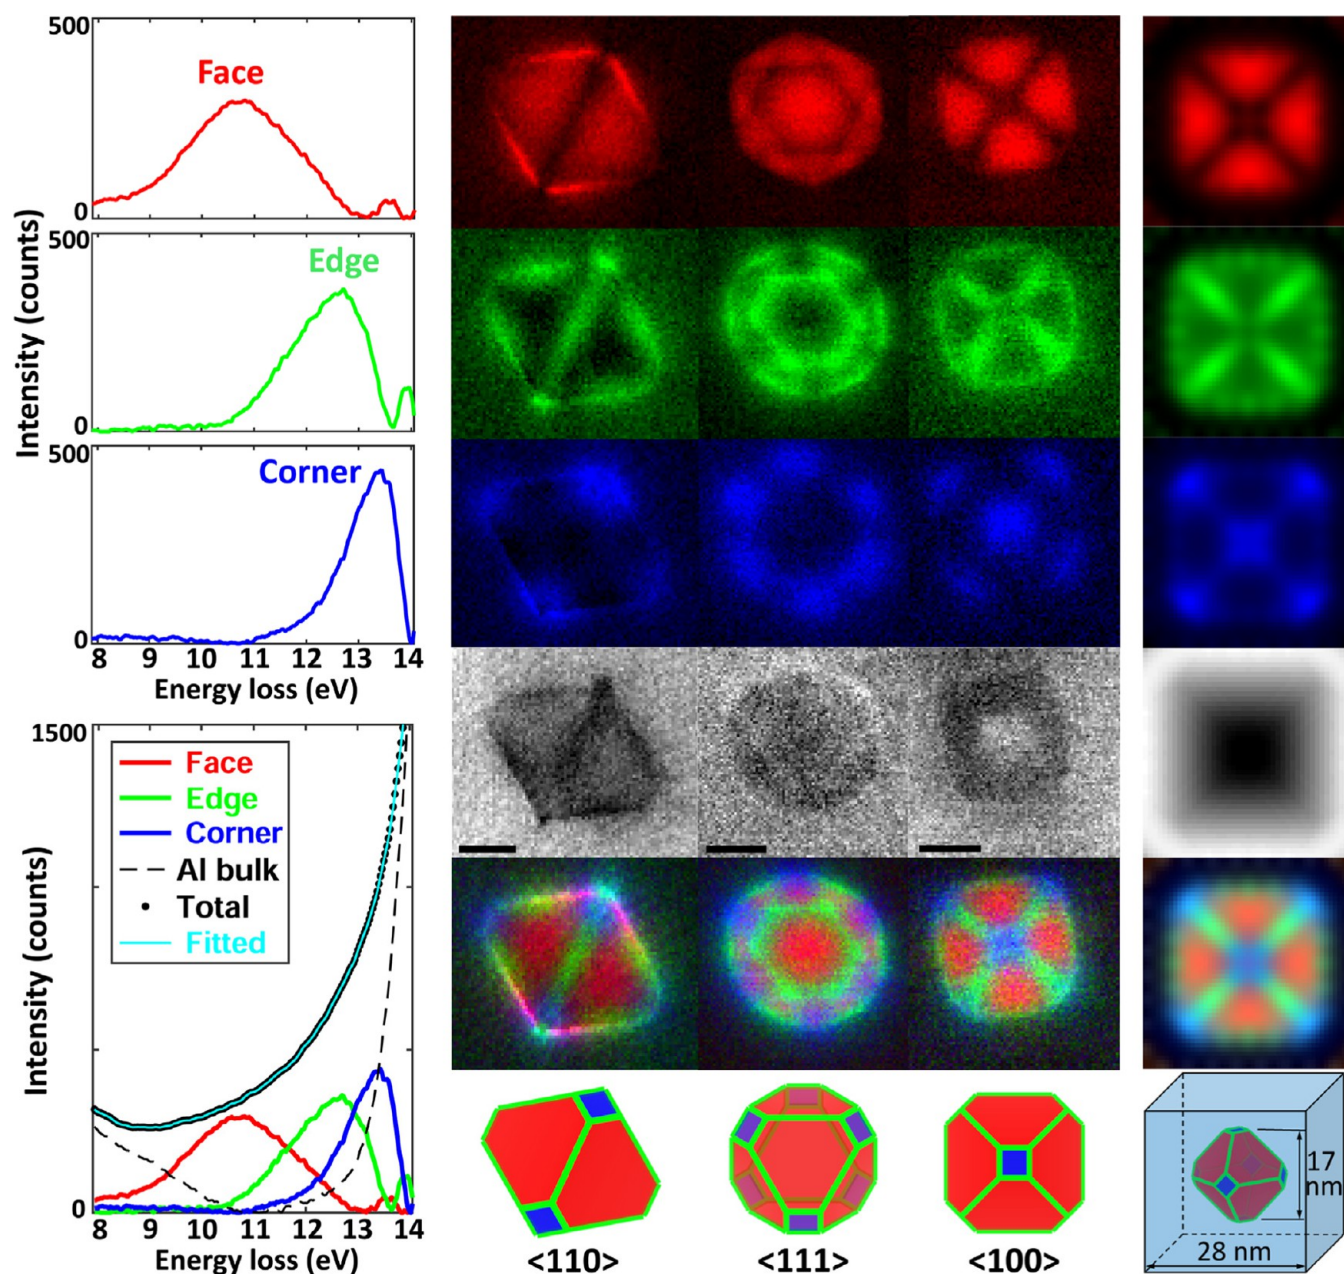 500
Face
0
500
Edge
0
500
Corner
0
8 9 10 11 12 13 14
Energy loss (eV)
Intensity (counts)
1500
Face
Edge
Corner
Al bulk
Total
Fitted
0
8 9 10 11 12 13 14
Energy loss (eV)
Intensity (counts)
<110>
<111>
<100>
17
nm
28 nm